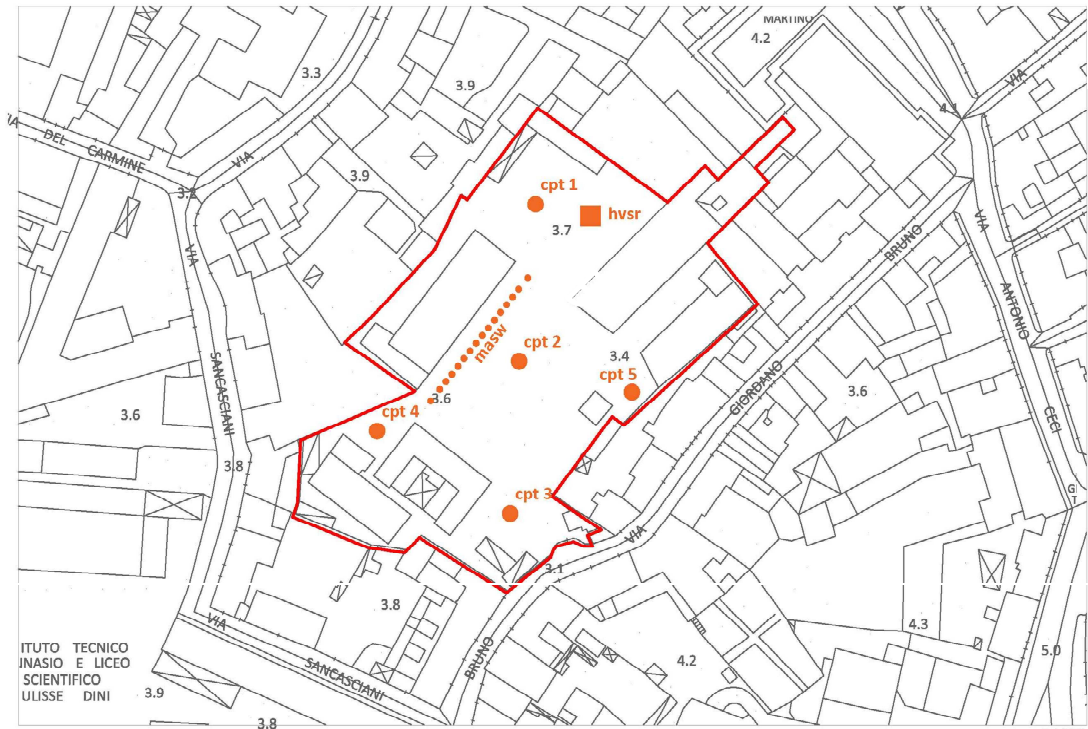 MARTINO
4.2
3.3
3.9
VIA
4.1
DEL CARMINE
VIA
3.9
3.2
cpt 1
hvsr
3.7
VIA
VIA
BRUNO
ANTONIO
masw
cpt 2
3.4
cpt 5
SANCASCIANI
GIORDANO
3.6
3.6
3.6
cpt 4
CECI
3.8
cpt 3
G
T
VIA
3.1
3.8
VIA
4.3
ITUTO TECNICO
INASIO E LICEO
SCIENTIFICO
ULISSE DINI
BRUNO
SANCASCIANI
4.2
5.0
3.9
3.8